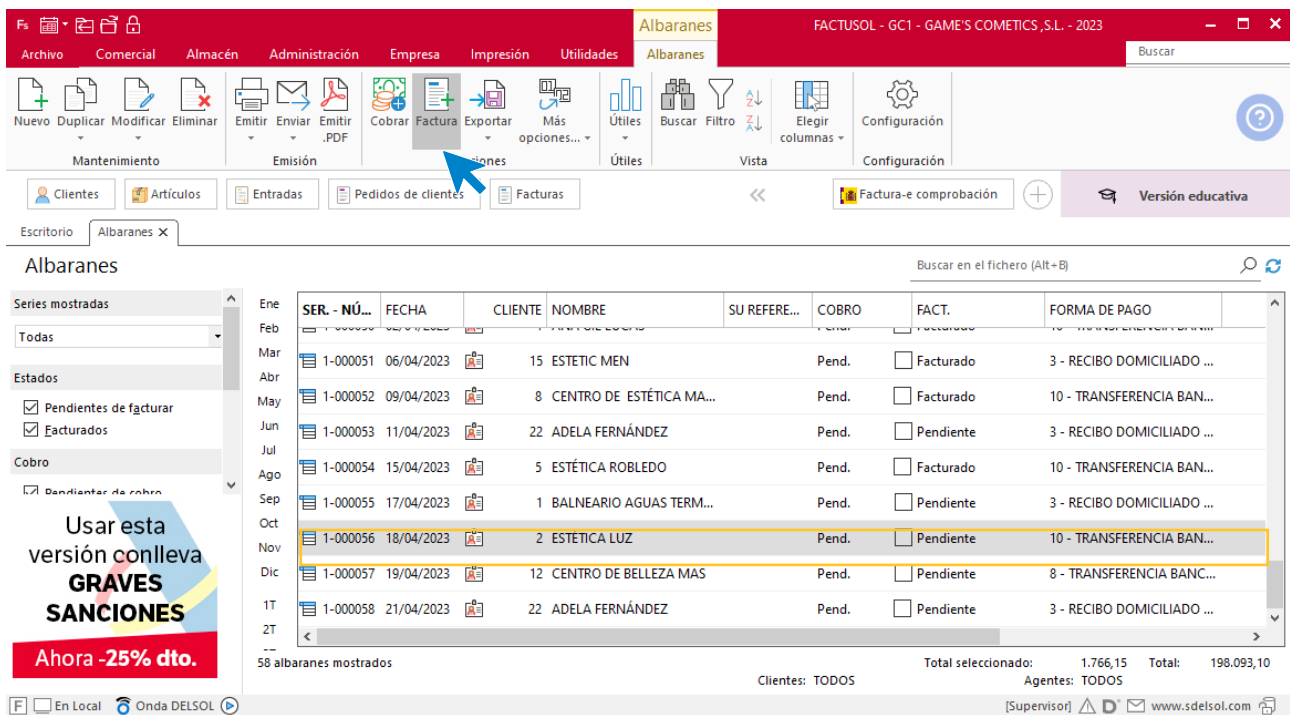 Fs Albaranes FACTUSOL - GC1 - GAME'S COMETICS ,S.L. - 2023
Archivo Comercial Almacén Administración Empresa Impresión Utilidades Albaranes Buscar
Nuevo Duplicar Modificar Eliminar Emitir Enviar Emitir .PDF Cobrar Factura Exportar Más opciones... Útiles Buscar Filtro Elegir columnas Configuración
Mantenimiento Emisión Útiles Vista Configuración
Clientes Artículos Entradas Pedidos de clientes Facturas Factura-e comprobación Versión educativa
Escritorio Albaranes
Albaranes Buscar en el fichero (Alt+B)
Series mostradas
Todas
Estados
Pendientes de facturar
Facturados
Cobro
Pendientes de cobro
Usar esta
versión conlleva
GRAVES
SANCIONES
Ahora -25% dto.
Ene
Feb
Mar
Abr
May
Jun
Jul
Ago
Sep
Oct
Nov
Dic
1T
2T
SER. - NÚ... FECHA CLIENTE NOMBRE SU REFERE... COBRO FACT. FORMA DE PAGO
1-000051 06/04/2023 15 ESTETIC MEN Pend. Facturado 3 - RECIBO DOMICILIADO ...
1-000052 09/04/2023 8 CENTRO DE ESTÉTICA MA... Pend. Facturado 10 - TRANSFERENCIA BAN...
1-000053 11/04/2023 22 ADELA FERNÁNDEZ Pend. Pendiente 3 - RECIBO DOMICILIADO ...
1-000054 15/04/2023 5 ESTÉTICA ROBLEDO Pend. Facturado 10 - TRANSFERENCIA BAN...
1-000055 17/04/2023 1 BALNEARIO AGUAS TERM... Pend. Pendiente 3 - RECIBO DOMICILIADO ...
1-000056 18/04/2023 2 ESTÉTICA LUZ Pend. Pendiente 10 - TRANSFERENCIA BAN...
1-000057 19/04/2023 12 CENTRO DE BELLEZA MAS Pend. Pendiente 8 - TRANSFERENCIA BANC...
1-000058 21/04/2023 22 ADELA FERNÁNDEZ Pend. Pendiente 3 - RECIBO DOMICILIADO ...
58 albaranes mostrados Total seleccionado: 1.766,15 Total: 198.093,10
Clientes: TODOS Agentes: TODOS
F En Local Onda DELSOL [Supervisor] D www.sdelsol.com